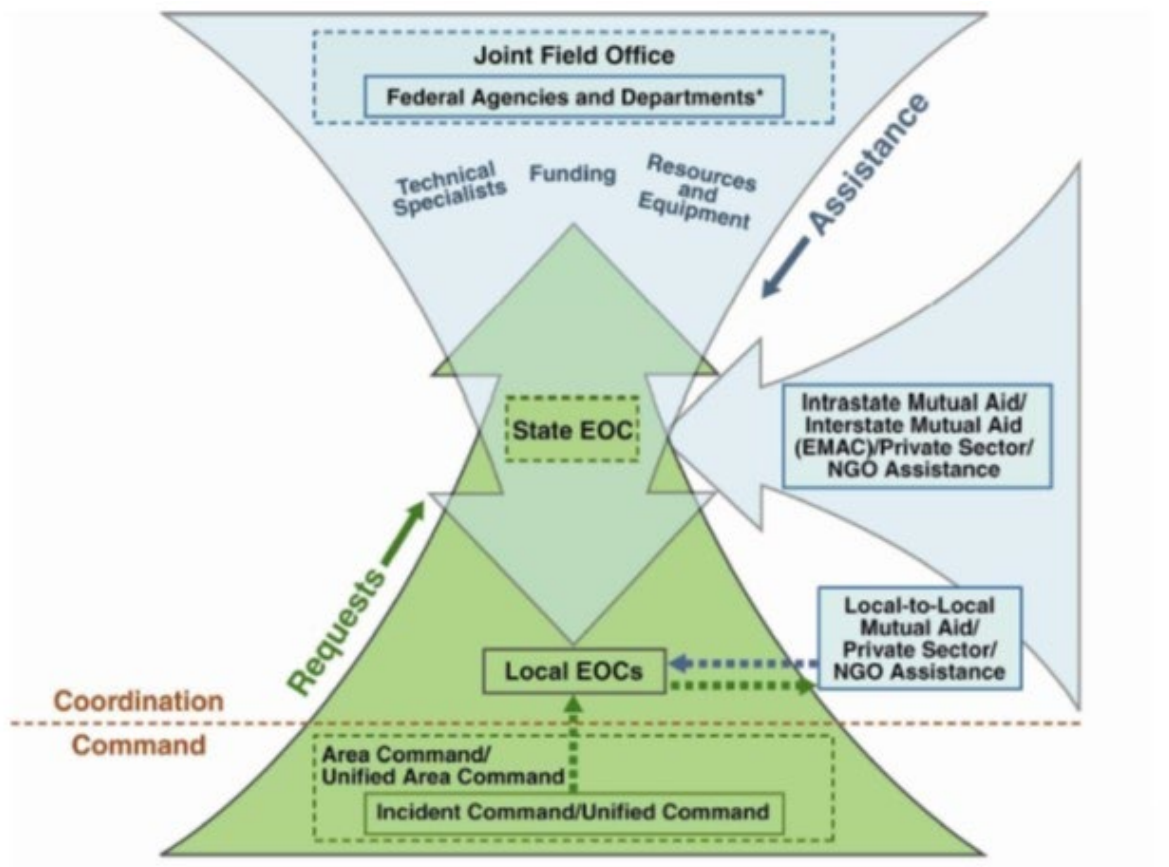 Joint Field Office
Federal Agencies and Departments*
Technical
Specialists
Funding
Resources
and
Equipment
Assistance
State EOC
Intrastate Mutual Aid/
Interstate Mutual Aid
(EMAC)/Private Sector/
NGO Assistance
Requests
Local-to-Local
Mutual Aid/
Private Sector/
NGO Assistance
Local EOCs
Coordination
Command
Area Command/
Unified Area Command
Incident Command/Unified Command